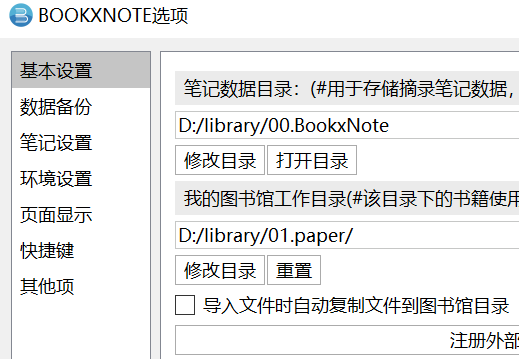 BOOKXNOTE选项
基本设置
数据备份
笔记设置
环境设置
页面显示
快捷键
其他项
笔记数据目录：(#用于存储摘录笔记数据，
D:/library/00.BookxNote
修改目录 打开目录
我的图书馆工作目录(#该目录下的书籍使用
D:/library/01.paper/
修改目录 重置
导入文件时自动复制文件到图书馆目录
注册外部